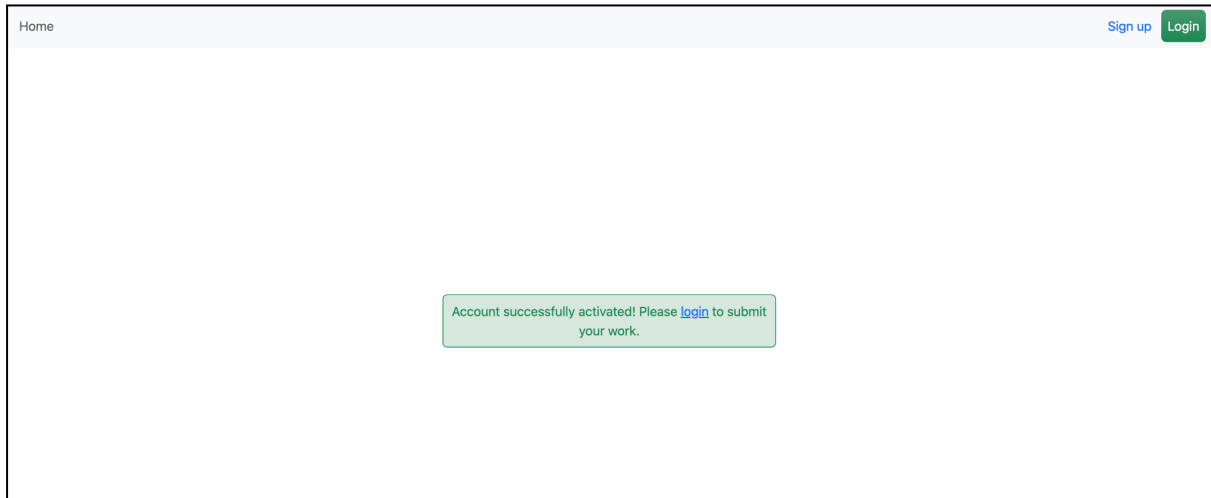 Home
Sign up
Login
Account successfully activated! Please login to submit
your work.